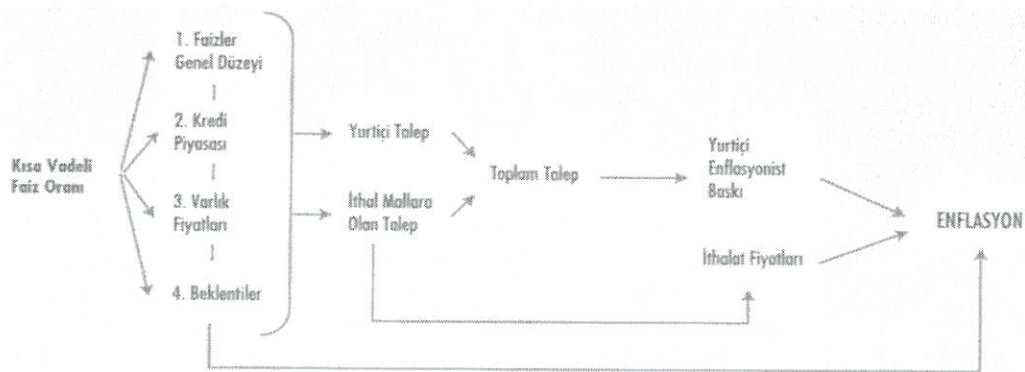 Kısa Vadeli
Faiz Oranı
1. Faizler
Genel Düzeyi
2. Kredi
Piyasası
3. Varlık
Fiyatları
4. Beklentiler
Yurtiçi Talep
İthal Mallara
Olan Talep
Toplam Talep
Yurtiçi
Enflasyonist
Baskı
İthalat Fiyatları
ENFLASYON